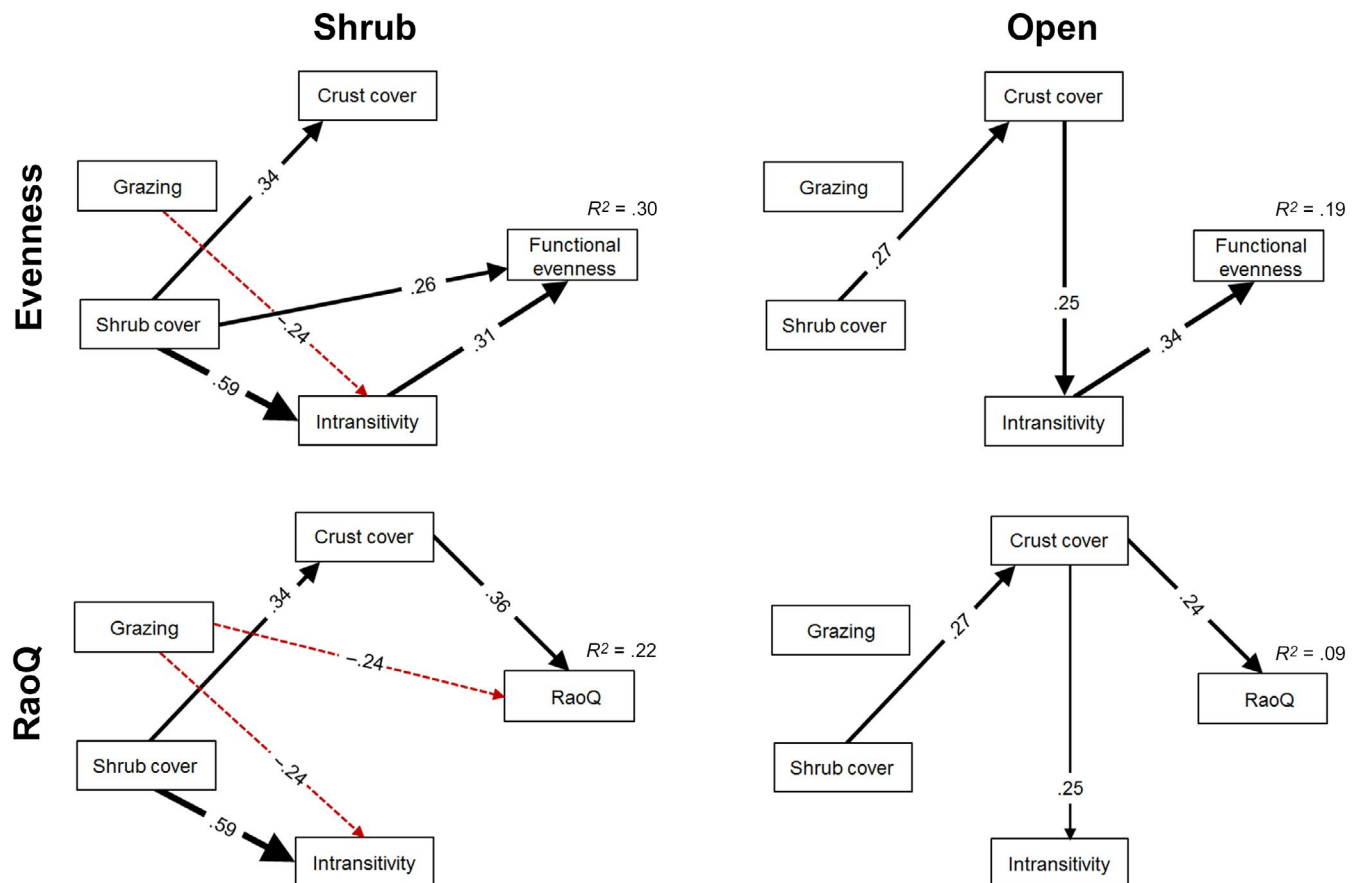 Shrub
Open
Evenness
Crust cover
Grazing
Shrub cover
Intransitivity
Functional
evenness
R² = .30
.34
–.24
.26
.59
.31
Crust cover
Grazing
Shrub cover
Intransitivity
Functional
evenness
R² = .19
.27
.25
.34
RaoQ
Crust cover
Grazing
Shrub cover
Intransitivity
RaoQ
R² = .22
.34
.36
–.24
–.24
.59
Crust cover
Grazing
Shrub cover
Intransitivity
RaoQ
R² = .09
.27
.24
.25